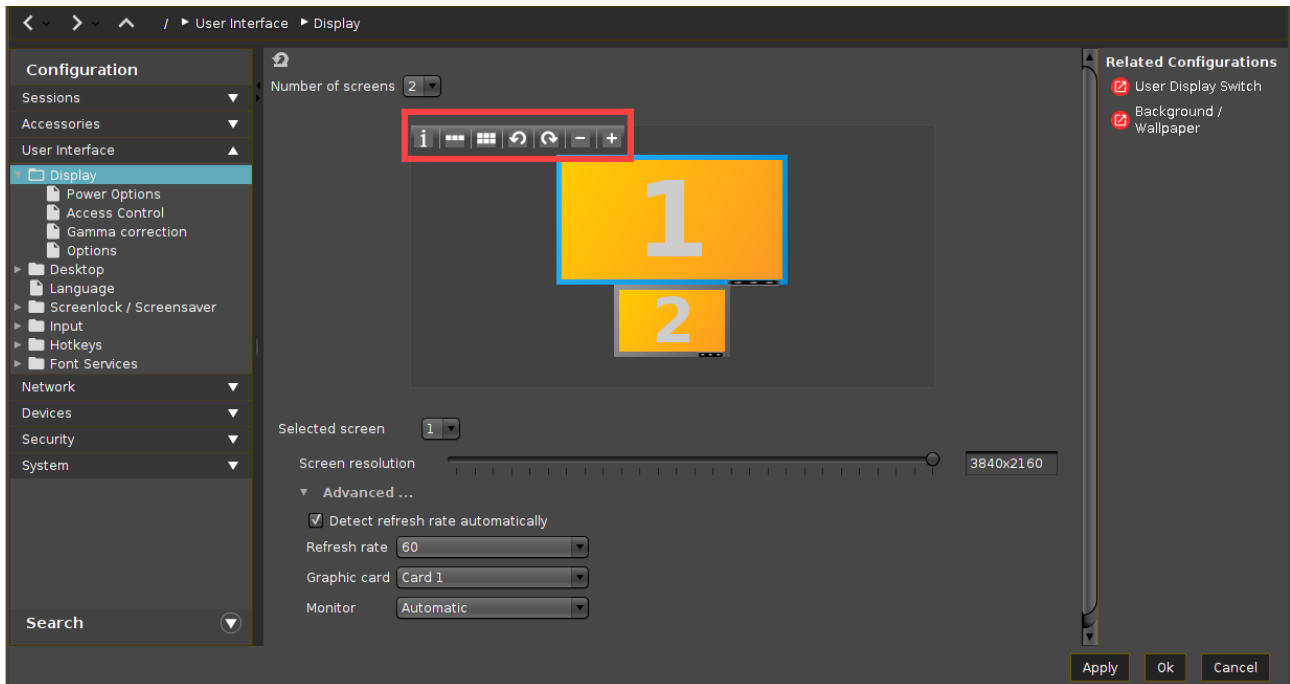 / ▸ User Interface ▸ Display
Configuration
Sessions
Accessories
User Interface
Display
Power Options
Access Control
Gamma correction
Options
Desktop
Language
Screenlock / Screensaver
Input
Hotkeys
Font Services
Network
Devices
Security
System
Search
Number of screens 2
i
1
2
Selected screen 1
Screen resolution 3840x2160
Advanced ...
Detect refresh rate automatically
Refresh rate 60
Graphic card Card 1
Monitor Automatic
Related Configurations
User Display Switch
Background /
Wallpaper
Apply Ok Cancel